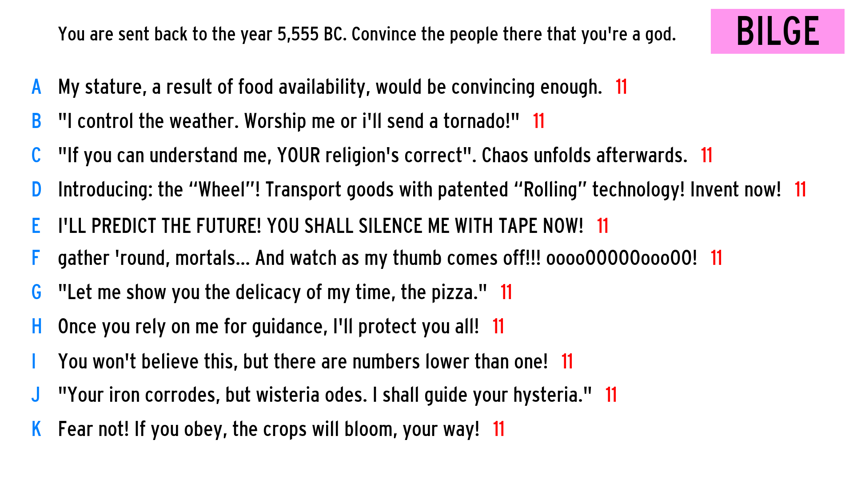 You are sent back to the year 5,555 BC. Convince the people there that you're a god.
BILGE
A My stature, a result of food availability, would be convincing enough. 11
B "I control the weather. Worship me or i'll send a tornado!" 11
C "If you can understand me, YOUR religion's correct". Chaos unfolds afterwards. 11
D Introducing: the “Wheel”! Transport goods with patented “Rolling” technology! Invent now! 11
E I'LL PREDICT THE FUTURE! YOU SHALL SILENCE ME WITH TAPE NOW! 11
F gather 'round, mortals... And watch as my thumb comes off!!! oooo00000ooo00! 11
G "Let me show you the delicacy of my time, the pizza." 11
H Once you rely on me for guidance, I'll protect you all! 11
I You won't believe this, but there are numbers lower than one! 11
J "Your iron corrodes, but wisteria odes. I shall guide your hysteria." 11
K Fear not! If you obey, the crops will bloom, your way! 11